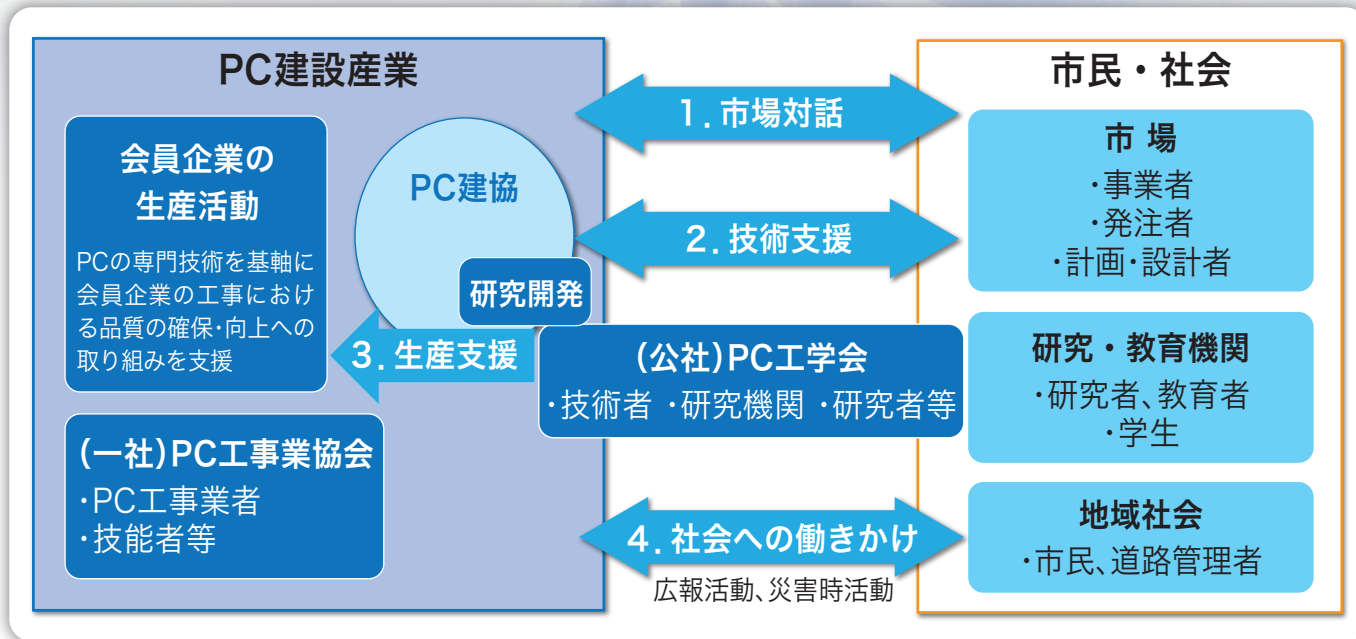 PC建設産業
会員企業の
生産活動
PCの専門技術を基軸に
会員企業の工事におけ
る品質の確保・向上への
取り組みを支援
PC建協
研究開発
3.生産支援
(一社)PC工事業協会
・PC工事業者
・技能者等
1.市場対話
2.技術支援
(公社)PC工学会
・技術者 ・研究機関 ・研究者等
4.社会への働きかけ
広報活動、災害時活動
市民・社会
市 場
・事業者
・発注者
・計画・設計者
研究・教育機関
・研究者、教育者
・学生
地域社会
・市民、道路管理者